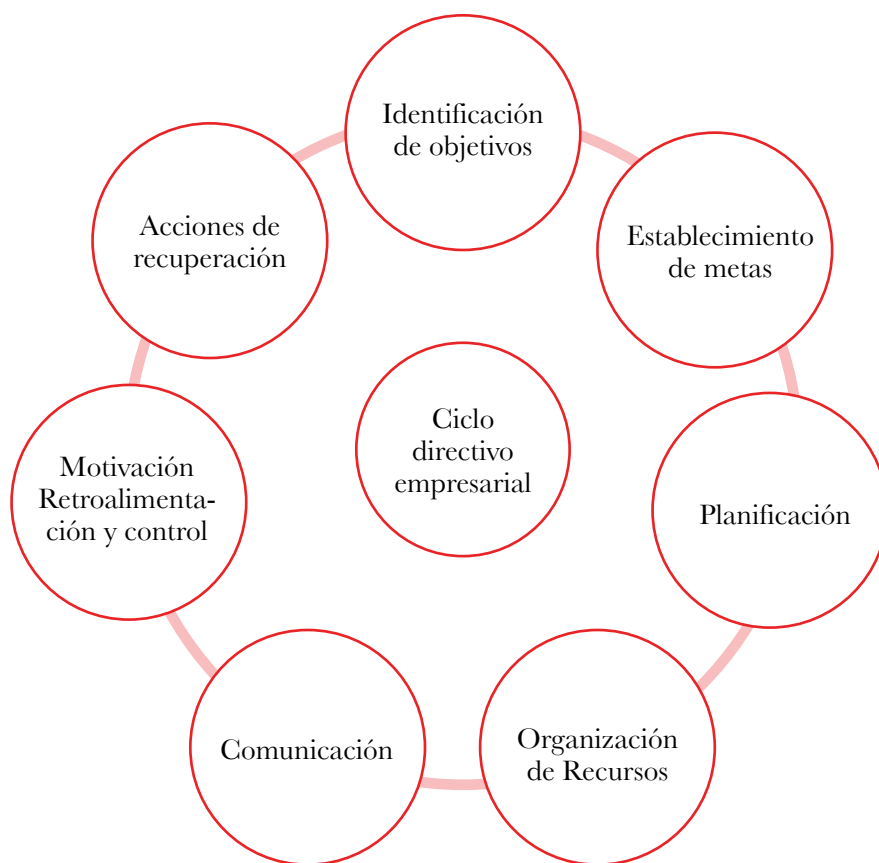 Identificación
de objetivos
Establecimiento
de metas
Planificación
Organización
de Recursos
Comunicación
Motivación
Retroalimenta-
ción y control
Acciones de
recuperación
Ciclo
directivo
empresarial